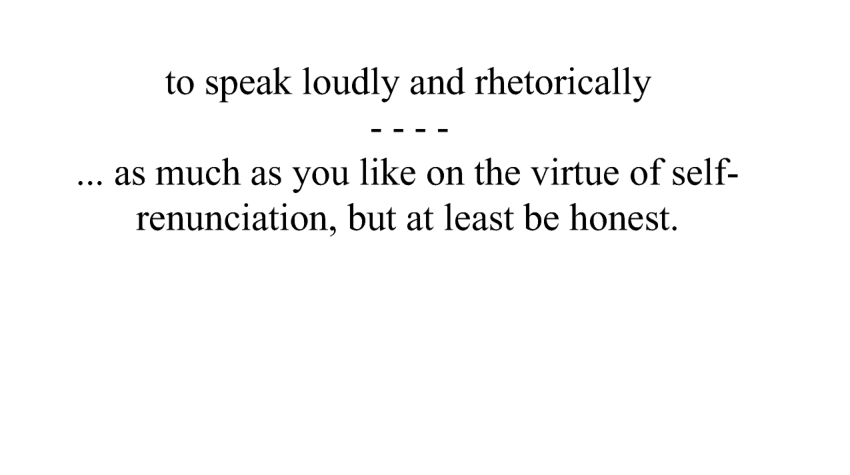 to speak loudly and rhetorically
- - - -
... as much as you like on the virtue of self-
renunciation, but at least be honest.